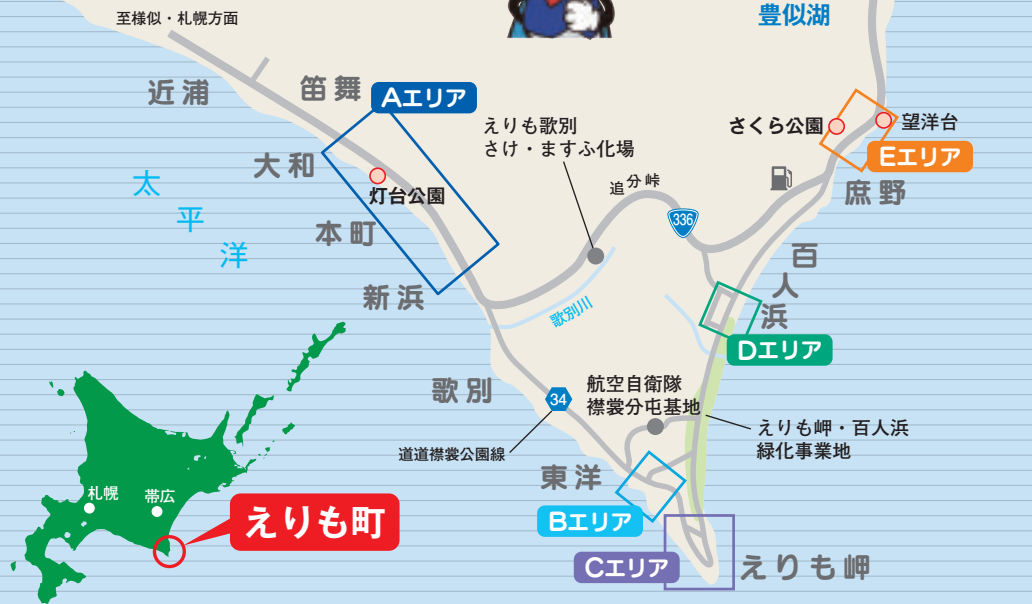 至様似・札幌方面
豊似湖
近浦
笛舞
Aエリア
大和
灯台公園
本町
新浜
太平洋
えりも歌別
さけ・ますふ化場
追分峠
336
さくら公園
望洋台
Eエリア
庶野
百人浜
Dエリア
歌別川
歌別
34
道道襟裳公園線
航空自衛隊
襟裳分屯基地
えりも岬・百人浜
緑化事業地
東洋
Bエリア
Cエリア
えりも岬
札幌
帯広
えりも町